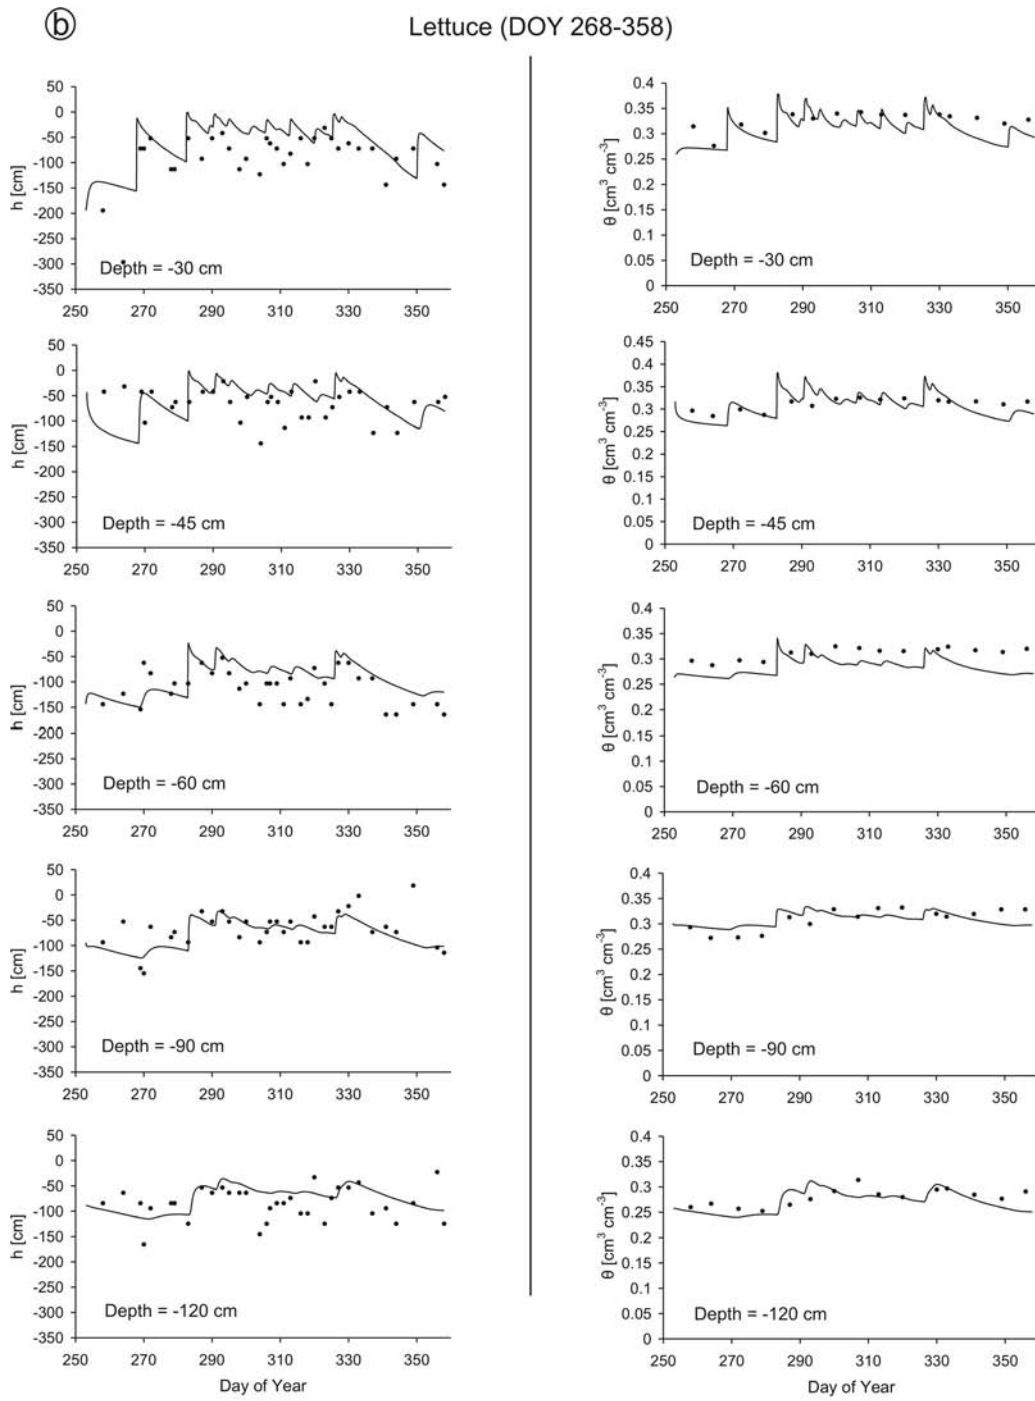 b Lettuce (DOY 268-358)
h [cm]
50
0
-50
-100
-150
-200
-250
-300
-350
Depth = -30 cm
250 270 290 310 330 350
θ [cm³ cm⁻³]
0.4
0.35
0.3
0.25
0.2
0.15
0.1
0.05
0
Depth = -30 cm
250 270 290 310 330 350
h [cm]
50
0
-50
-100
-150
-200
-250
-300
-350
Depth = -45 cm
250 270 290 310 330 350
θ [cm³ cm⁻³]
0.45
0.4
0.35
0.3
0.25
0.2
0.15
0.1
0.05
0
Depth = -45 cm
250 270 290 310 330 350
h [cm]
50
0
-50
-100
-150
-200
-250
-300
-350
Depth = -60 cm
250 270 290 310 330 350
θ [cm³ cm⁻³]
0.4
0.35
0.3
0.25
0.2
0.15
0.1
0.05
0
Depth = -60 cm
250 270 290 310 330 350
h [cm]
50
0
-50
-100
-150
-200
-250
-300
-350
Depth = -90 cm
250 270 290 310 330 350
θ [cm³ cm⁻³]
0.4
0.35
0.3
0.25
0.2
0.15
0.1
0.05
0
Depth = -90 cm
250 270 290 310 330 350
h [cm]
50
0
-50
-100
-150
-200
-250
-300
-350
Depth = -120 cm
250 270 290 310 330 350
Day of Year
θ [cm³ cm⁻³]
0.4
0.35
0.3
0.25
0.2
0.15
0.1
0.05
0
Depth = -120 cm
250 270 290 310 330 350
Day of Year